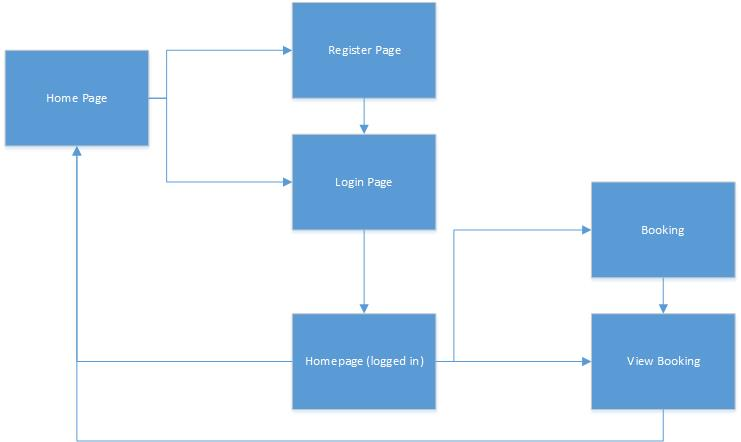 Register Page
Home Page
Login Page
Booking
Homepage (logged in)
View Booking